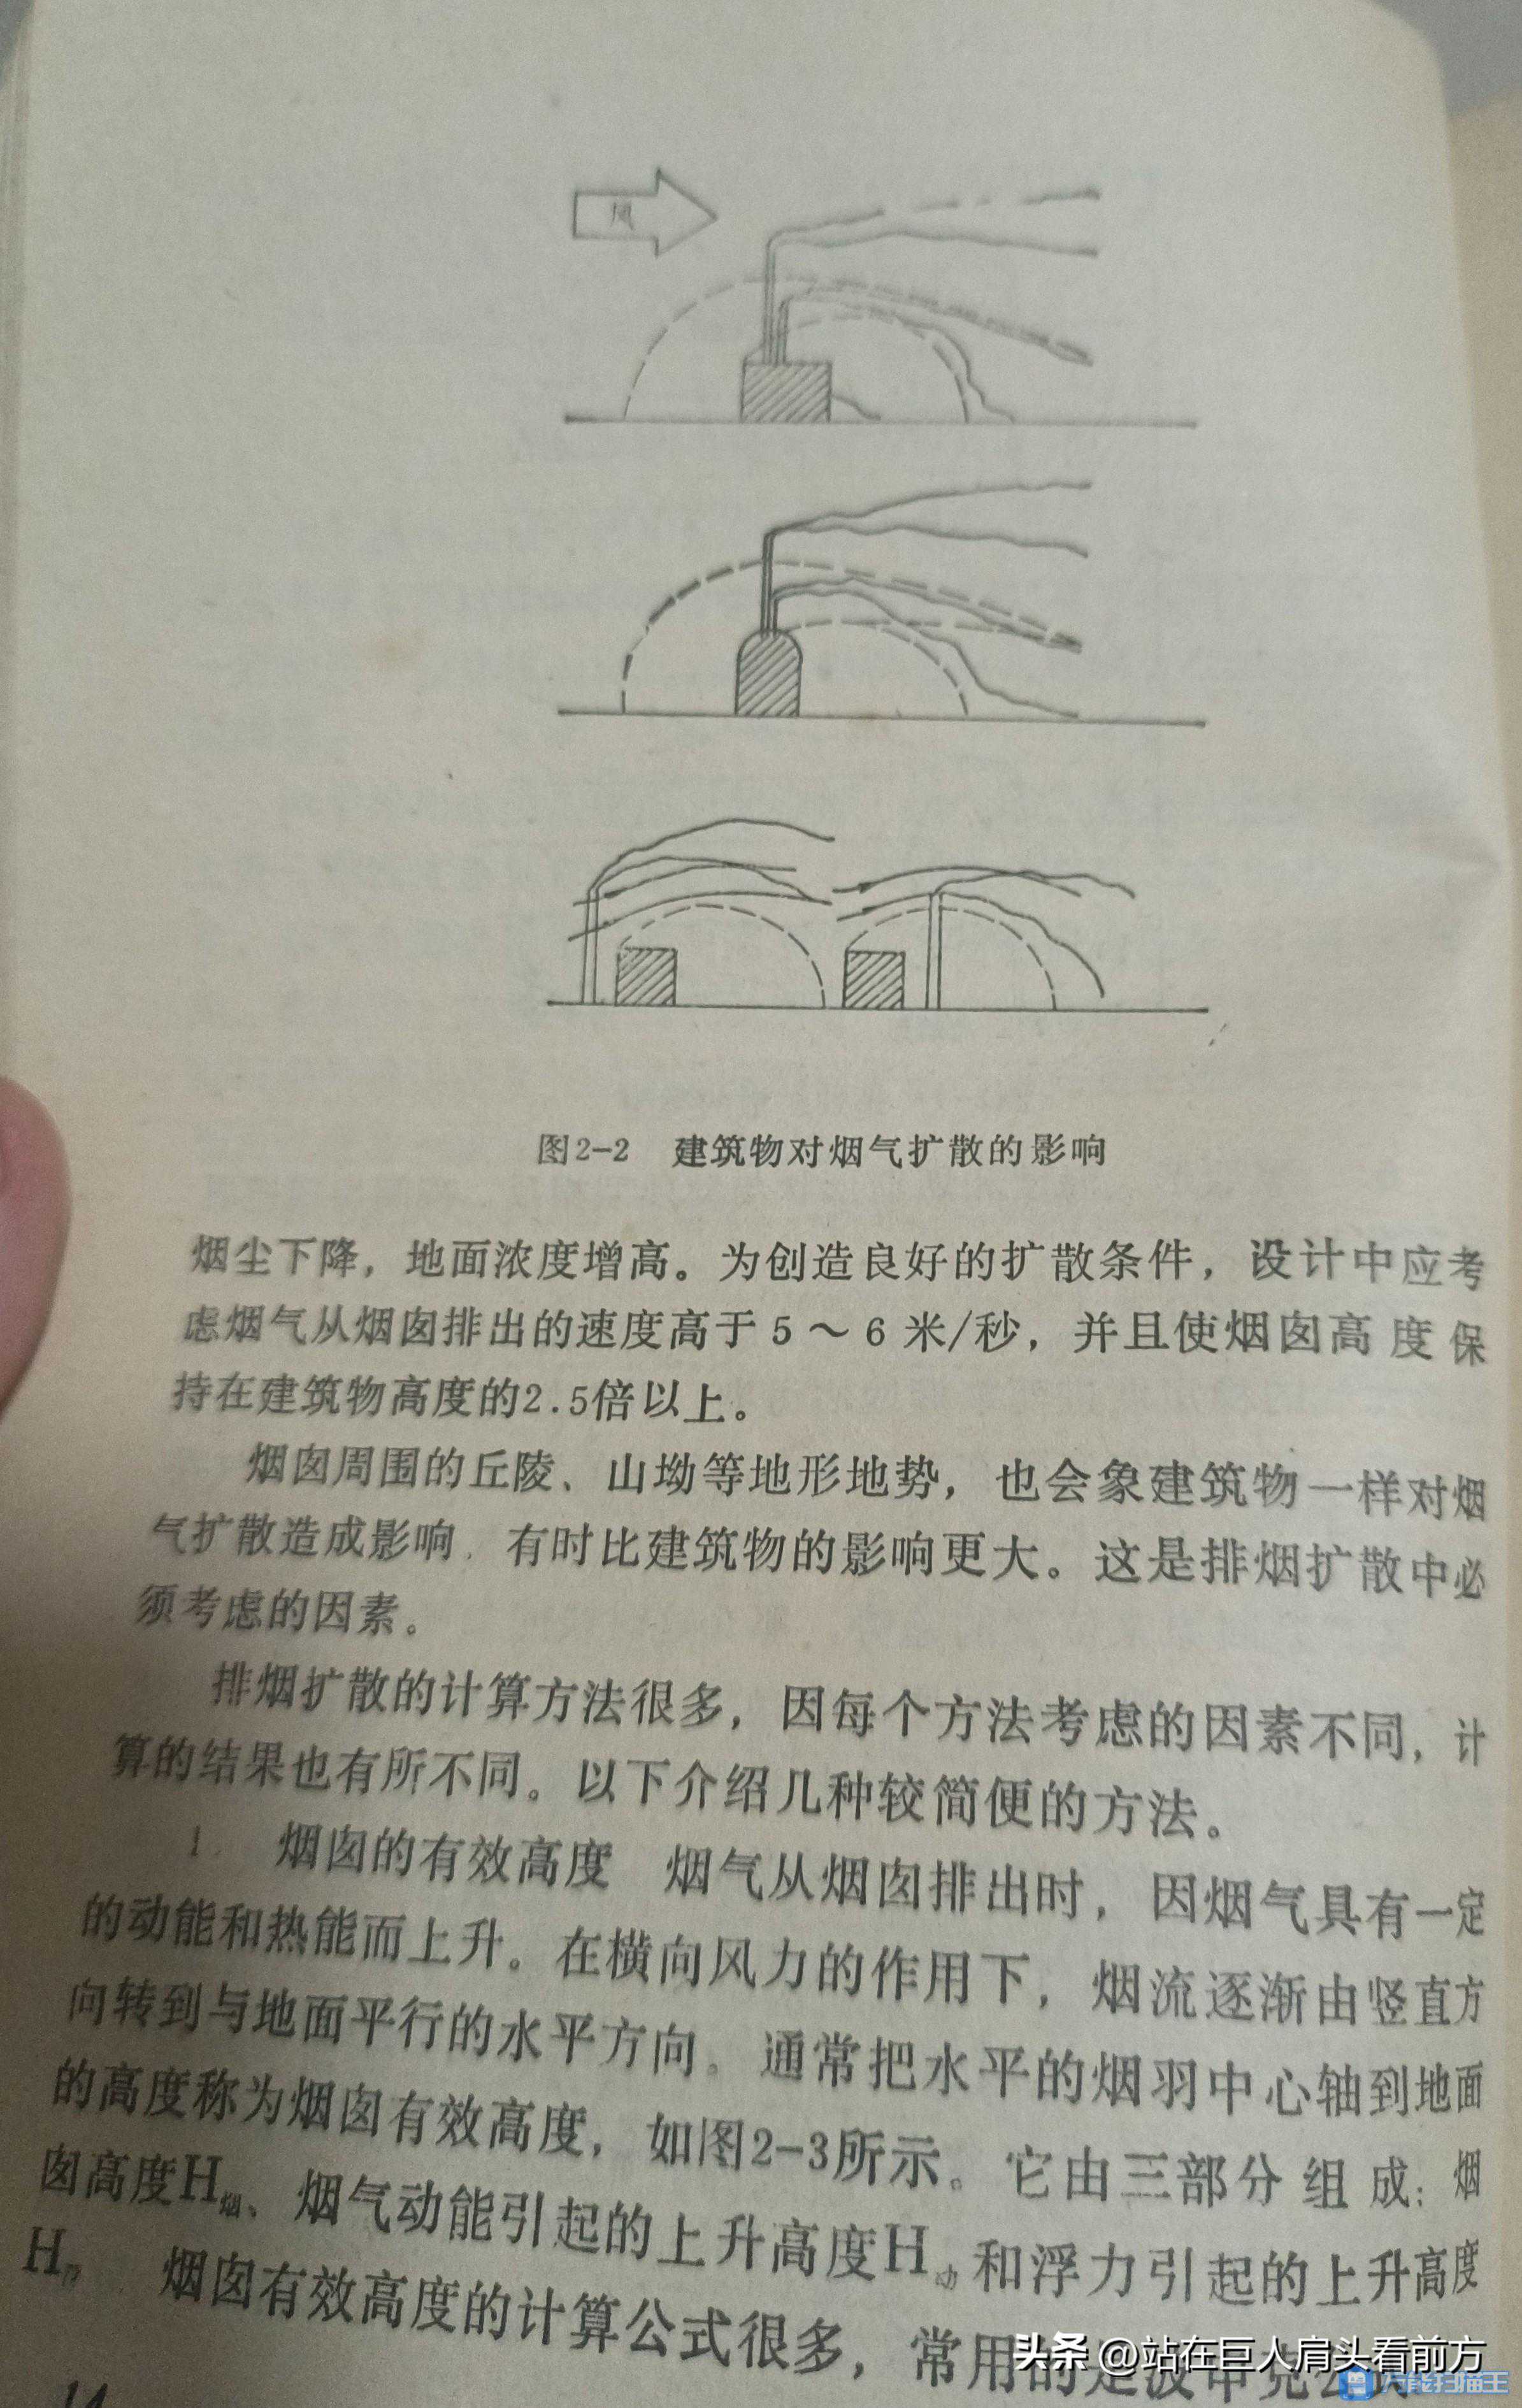 风
图2-2 建筑物对烟气扩散的影响
烟尘下降，地面浓度增高。为创造良好的扩散条件，设计中应考
虑烟气从烟囱排出的速度高于5～6米/秒，并且使烟囱高度保
持在建筑物高度的2.5倍以上。
烟囱周围的丘陵、山坳等地形地势，也会象建筑物一样对烟
气扩散造成影响．有时比建筑物的影响更大。这是排烟扩散中必
须考虑的因素。
排烟扩散的计算方法很多，因每个方法考虑的因素不同，计
算的结果也有所不同。以下介绍几种较简便的方法。
1. 烟囱的有效高度 烟气从烟囱排出时，因烟气具有一定
的动能和热能而上升。在横向风力的作用下，烟流逐渐由竖直方
向转到与地面平行的水平方向。通常把水平的烟羽中心轴到地面
的高度称为烟囱有效高度，如图2-3所示。它由三部分组成：烟
囱高度H烟、烟气动能引起的上升高度H动和浮力引起的上升高度
H 烟囱有效高度的计算公式很多，常用的是波申克公
14
头条 @站在巨人肩头看前方
万能扫描王